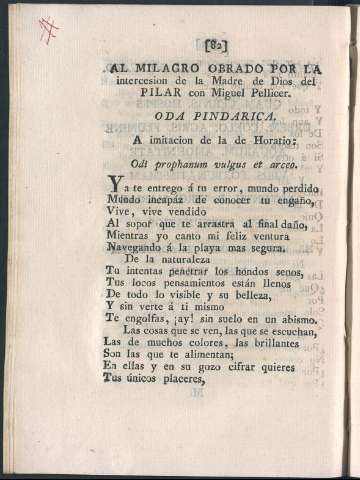 [82]
AL MILAGRO OBRADO POR LA
intercesion de la Madre de Dios del
PILAR con Miguel Pellicer.
ODA PINDARICA.
A imitacion de la de Horatio:
Odi prophanum vulgus et arceo.
Ya te entrego á tu error, mundo perdido
Mundo incapaz de conocer tu engaño,
Vive, vive vendido
Al sopor que te arrastra al final daño,
Mientras yo canto mi feliz ventura
Navegando á la playa mas segura.
De la naturaleza
Tu intentas penetrar los hondos senos,
Tus locos pensamientos están llenos
De todo lo visible y su belleza,
Y sin verte á ti mismo
Te engolfas, ¡ay! sin suelo en un abismo.
Las cosas que se ven, las que se escuchan,
Las de muchos colores, las brillantes
Son las que te alimentan;
En ellas y en su gozo cifrar quieres
Tus únicos placeres,